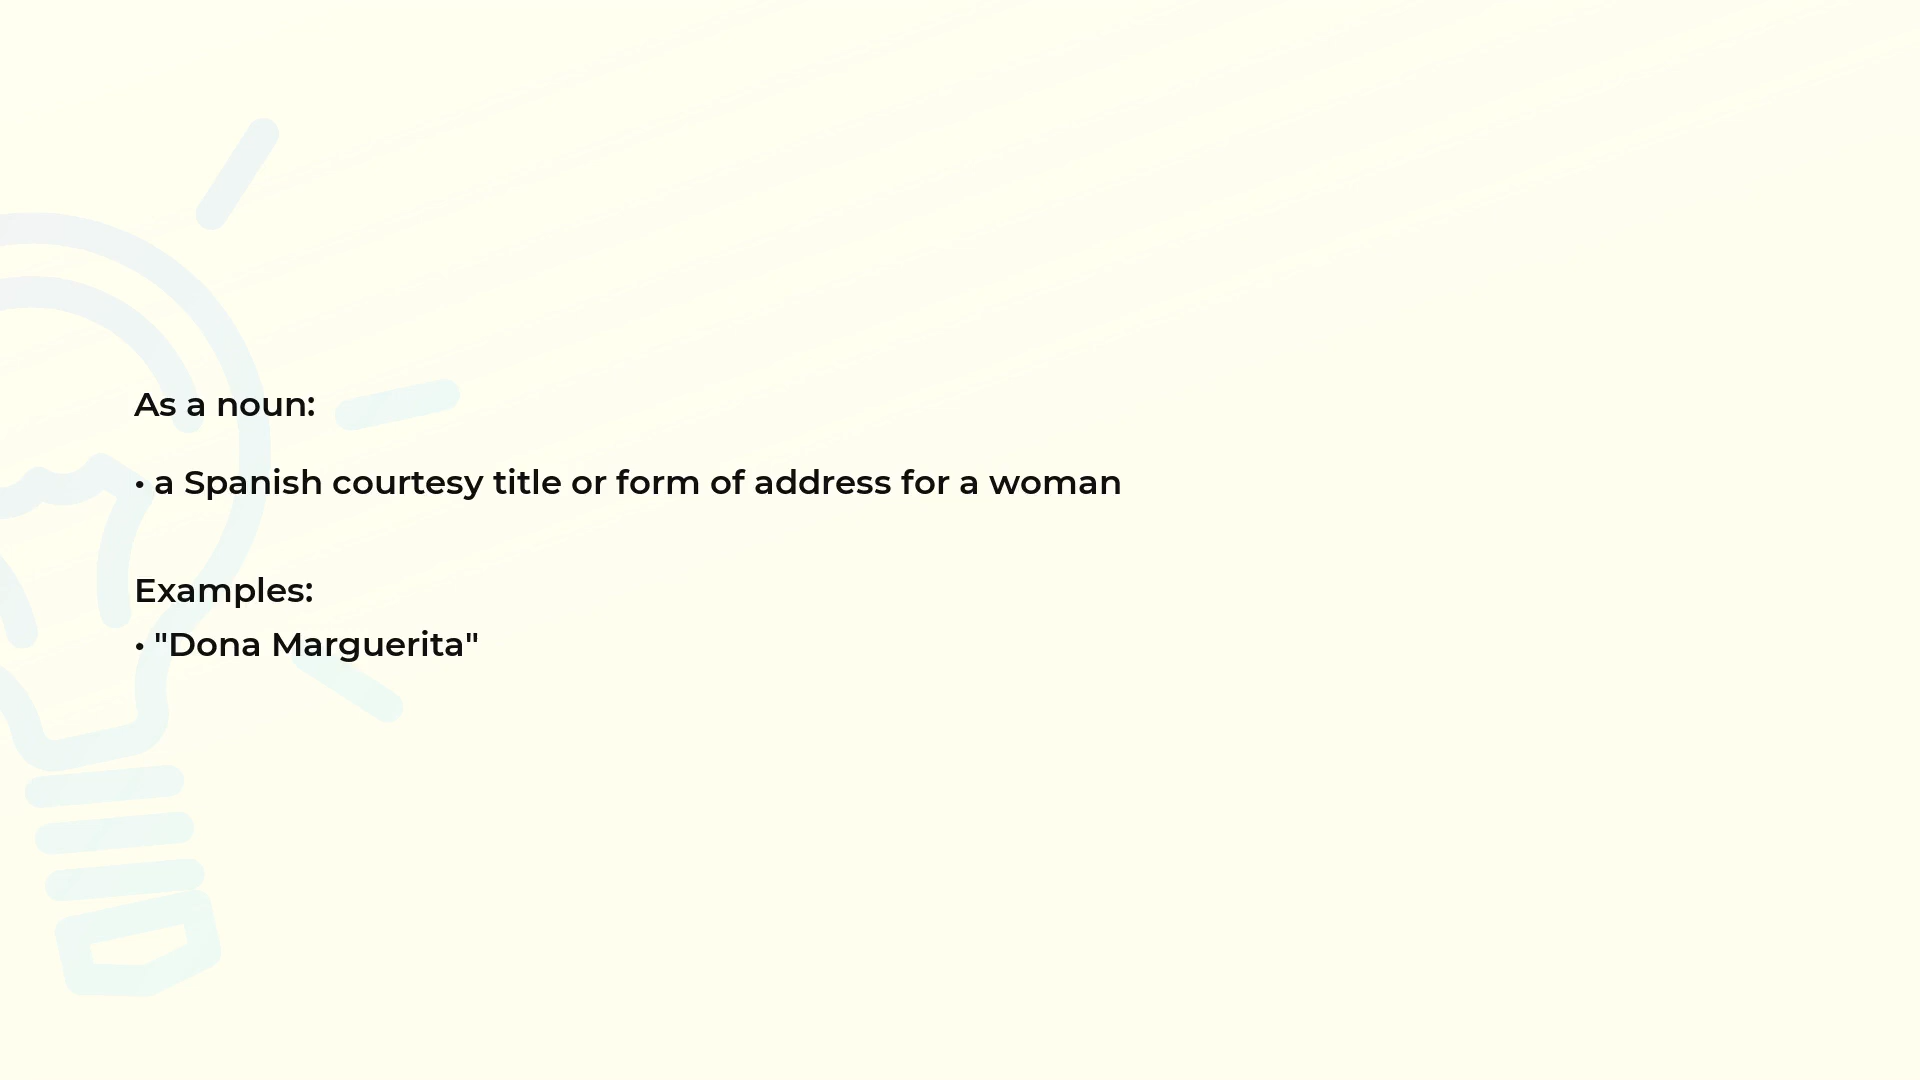 As a noun:
• a Spanish courtesy title or form of address for a woman
Examples:
• "Dona Marguerita"